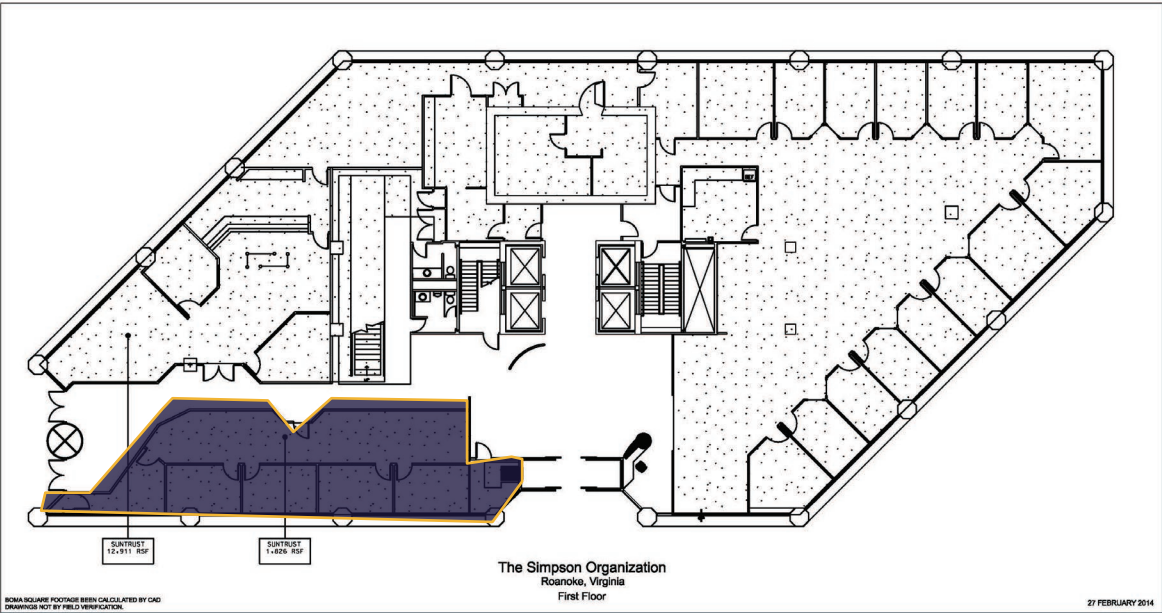 SUNTRUST
12,911 RSF
SUNTRUST
1,826 RSF
The Simpson Organization
Roanoke, Virginia
First Floor
BOMA SQUARE FOOTAGE BEEN CALCULATED BY CAD
DRAWINGS NOT BY FIELD VERIFICATION.
27 FEBRUARY 2014